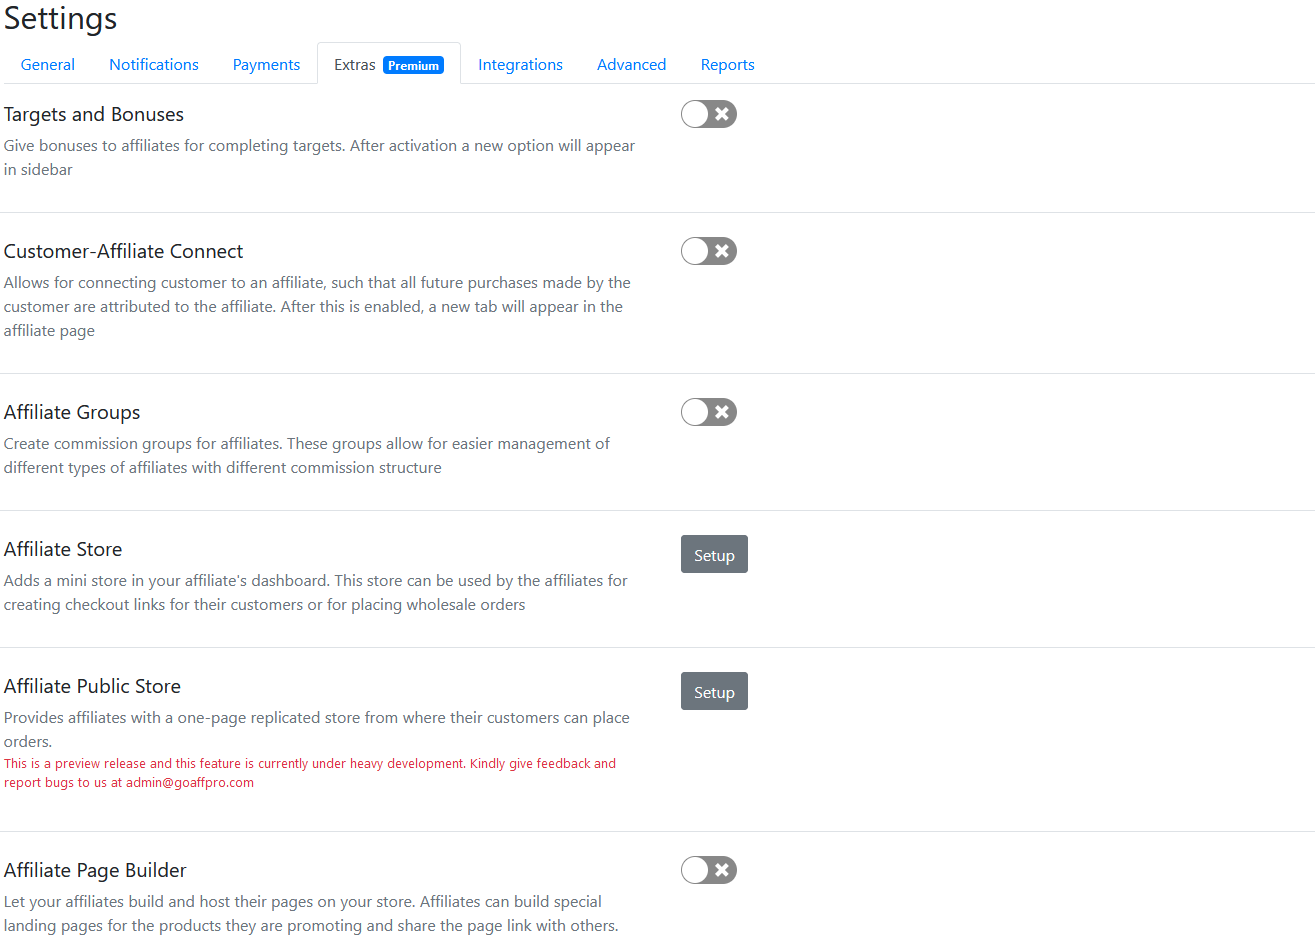 Settings
General Notifications Payments Extras Premium Integrations Advanced Reports
Targets and Bonuses
Give bonuses to affiliates for completing targets. After activation a new option will appear
in sidebar
Customer-Affiliate Connect
Allows for connecting customer to an affiliate, such that all future purchases made by the
customer are attributed to the affiliate. After this is enabled, a new tab will appear in the
affiliate page
Affiliate Groups
Create commission groups for affiliates. These groups allow for easier management of
different types of affiliates with different commission structure
Affiliate Store
Setup
Adds a mini store in your affiliate's dashboard. This store can be used by the affiliates for
creating checkout links for their customers or for placing wholesale orders
Affiliate Public Store
Setup
Provides affiliates with a one-page replicated store from where their customers can place
orders.
This is a preview release and this feature is currently under heavy development. Kindly give feedback and
report bugs to us at admin@goaffpro.com
Affiliate Page Builder
Let your affiliates build and host their pages on your store. Affiliates can build special
landing pages for the products they are promoting and share the page link with others.